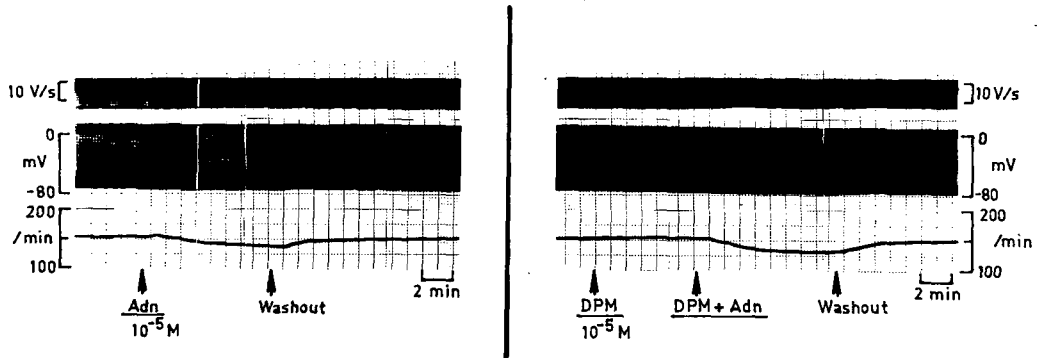 10 V/s
0
mV
-80
200
/min
100
Adn
10⁻⁵ M
Washout
2 min
10 V/s
0
mV
-80
200
/min
100
DPM
10⁻⁵ M
DPM + Adn
Washout
2 min